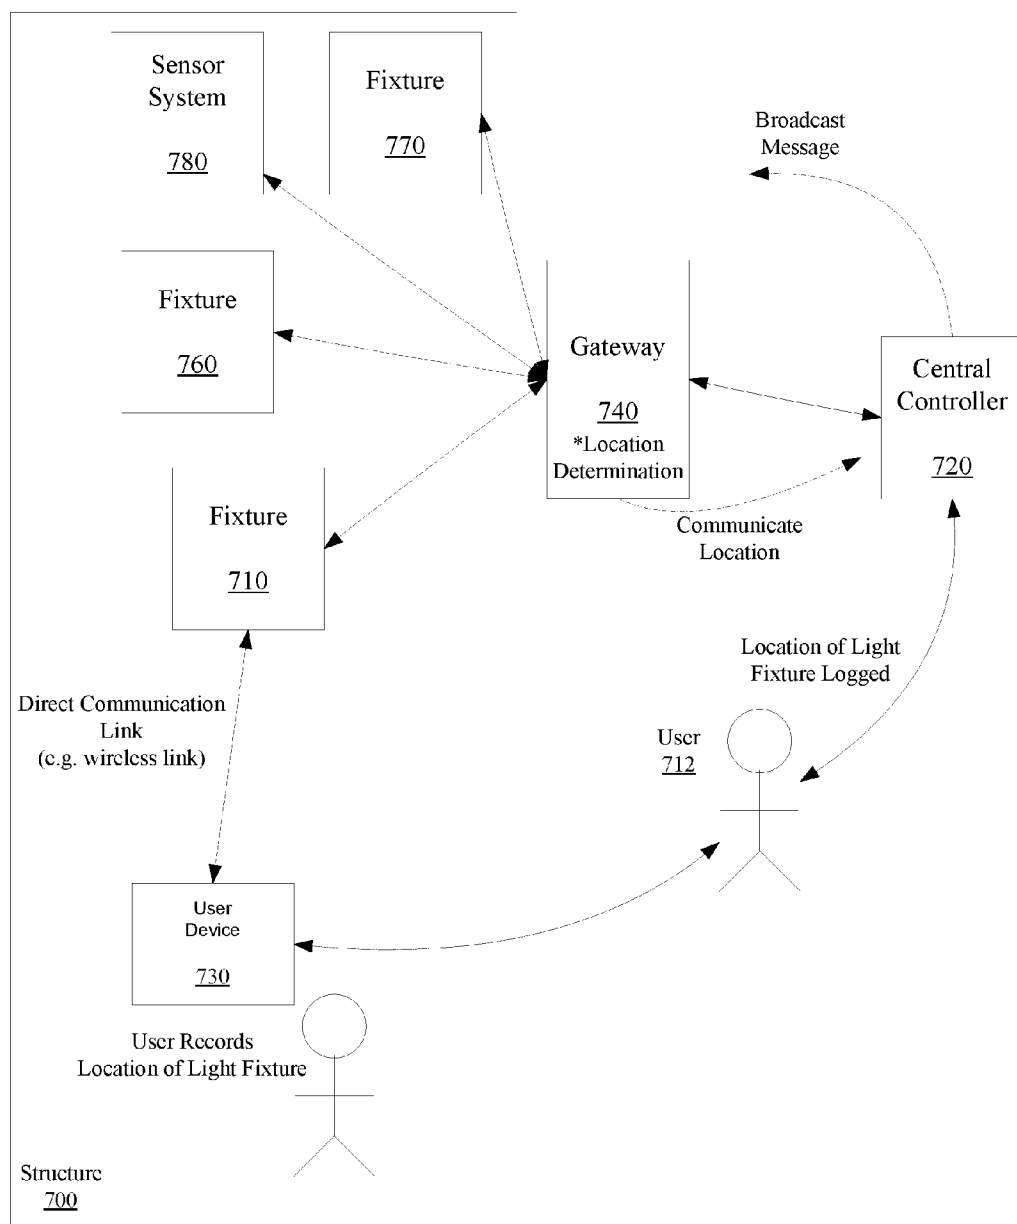 Sensor
System
780
Fixture
770
Broadcast
Message
Fixture
760
Gateway
740
*Location
Determination
Central
Controller
720
Communicate
Location
Fixture
710
Direct Communication
Link
(e.g. wireless link)
Location of Light
Fixture Logged
User
712
User
Device
730
User Records
Location of Light Fixture
Structure
700